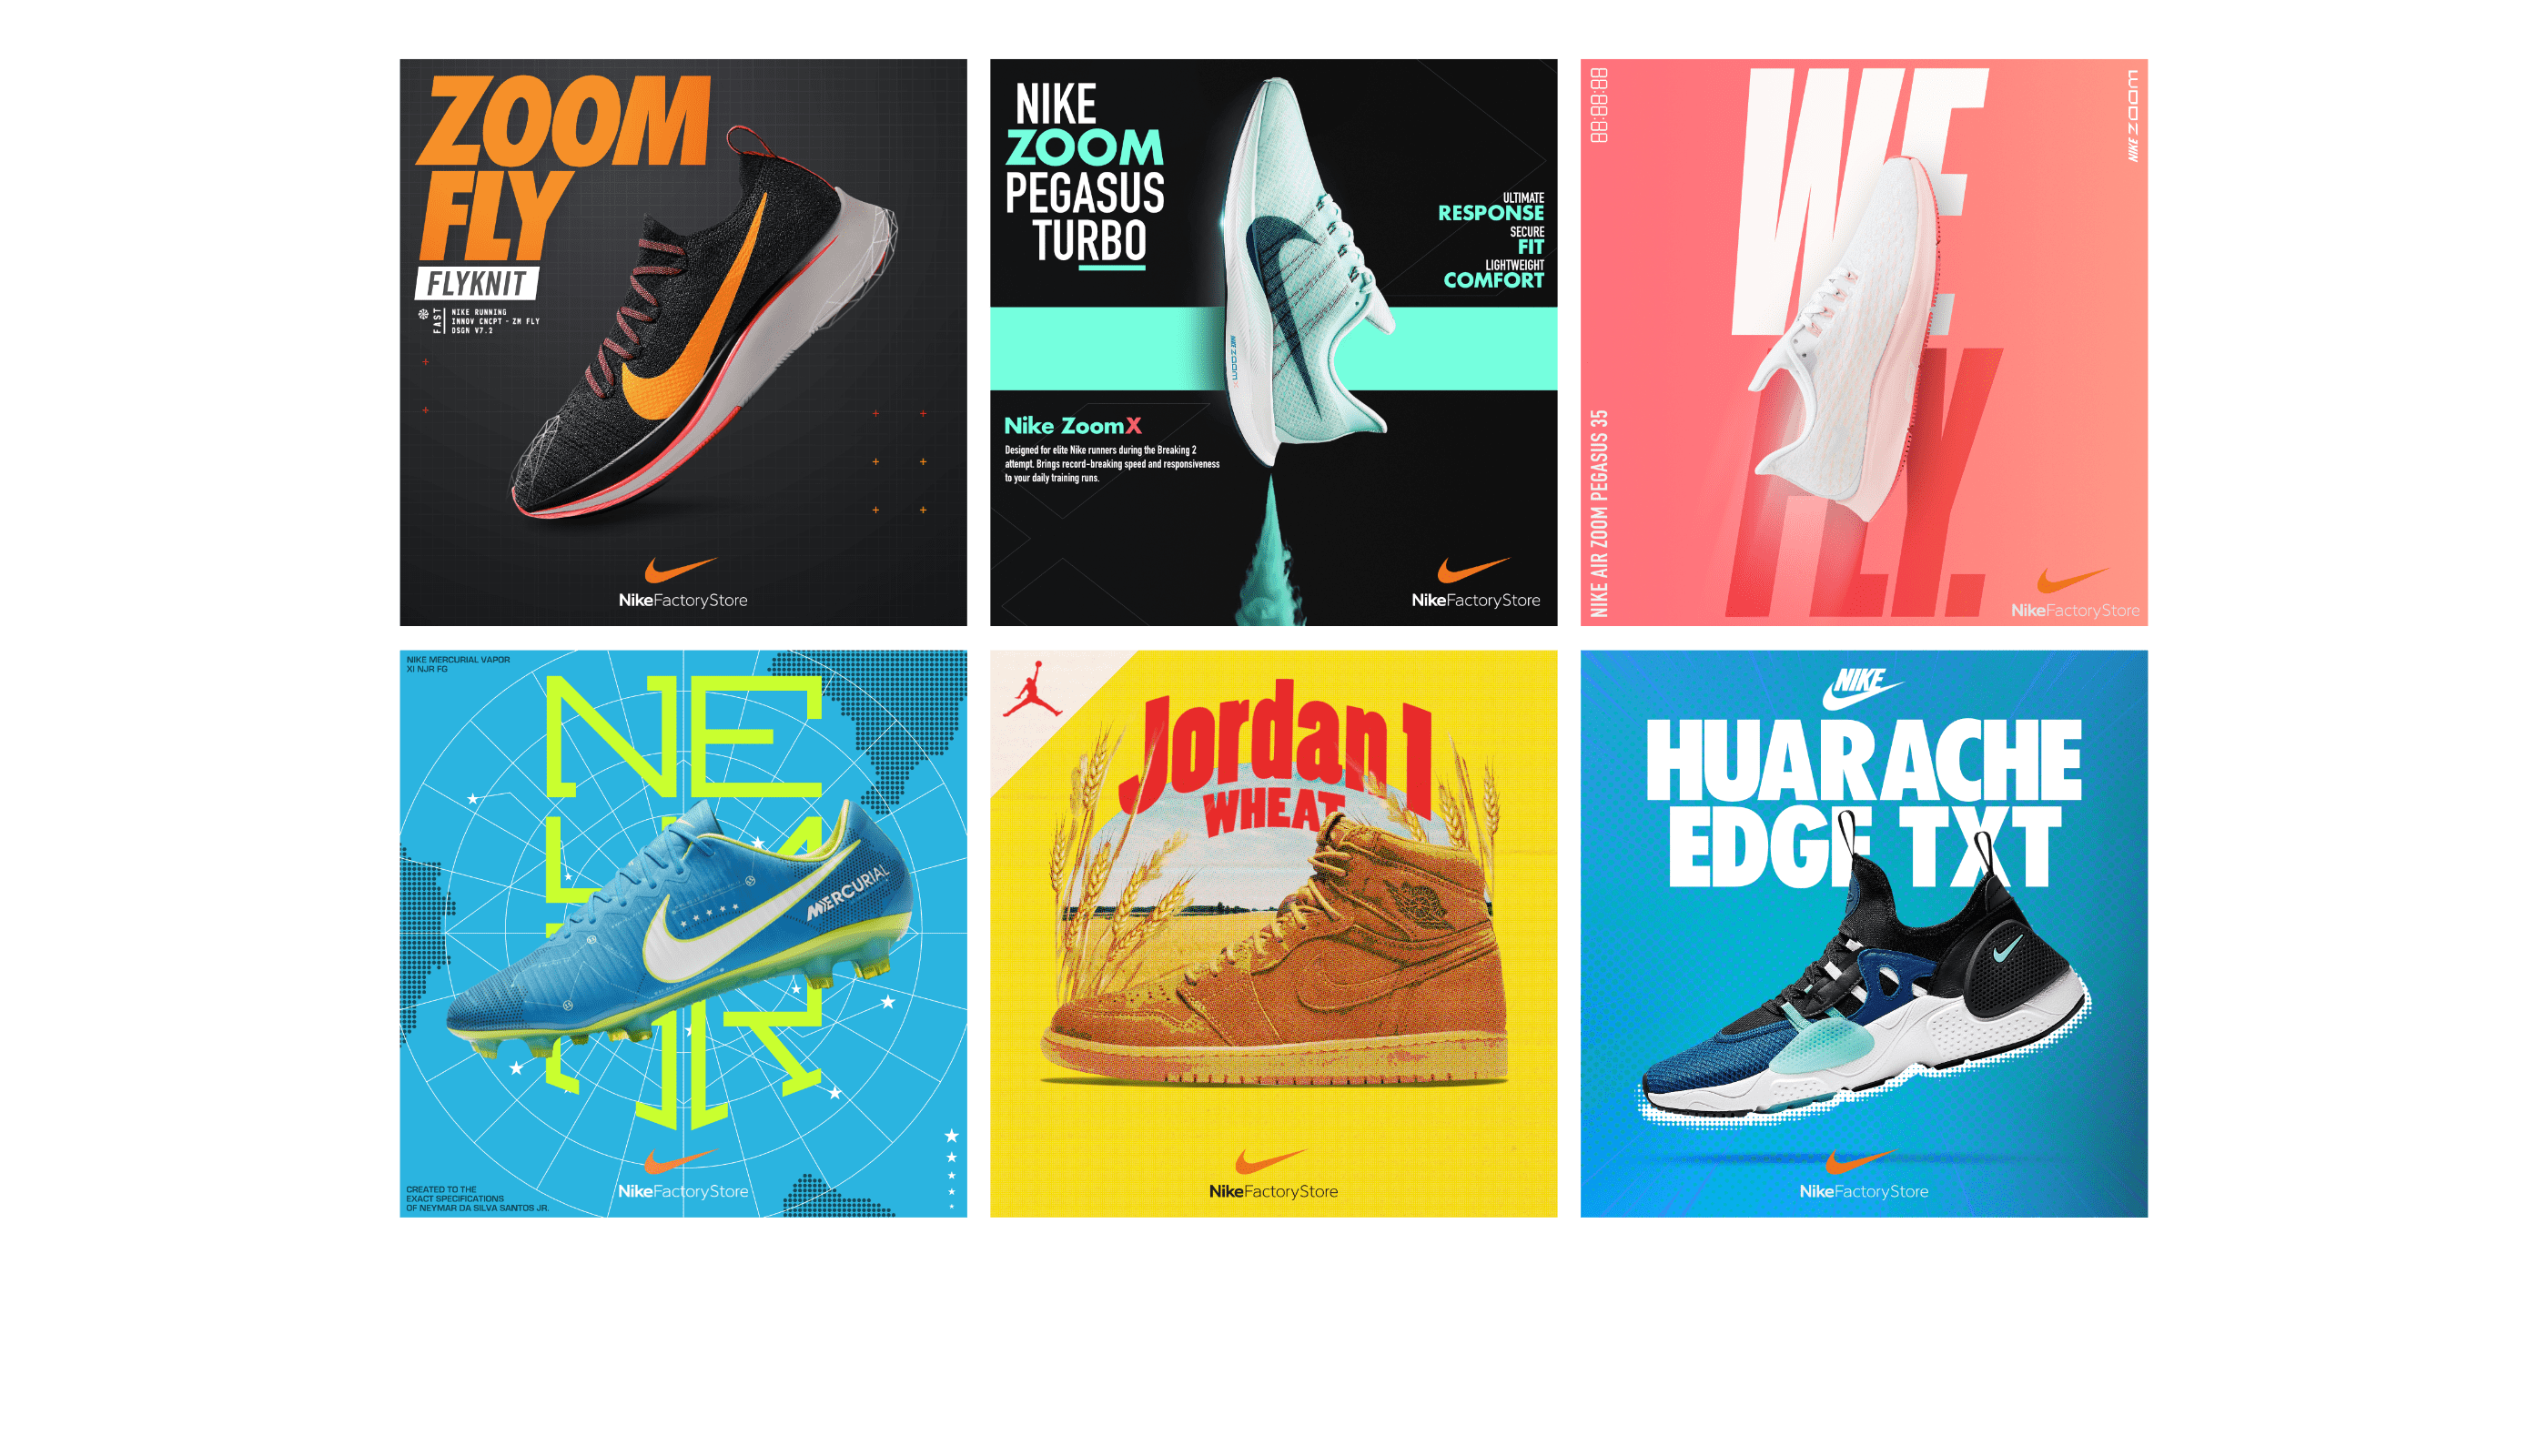 ZOOM
FLY
FLYKNIT
FAST
NIKE RUNNING
INNOV CNCPT - ZM FLY
DSGN V7.2
NikeFactoryStore
NIKE
ZOOM
PEGASUS
TURBO
ULTIMATE
RESPONSE
SECURE
FIT
LIGHTWEIGHT
COMFORT
Nike ZoomX
Designed for elite Nike runners during the Breaking 2
attempt. Brings record-breaking speed and responsiveness
to your daily training runs.
NikeFactoryStore
88:88:88
WE
FLY.
NIKE ZOOM
NIKE AIR ZOOM PEGASUS 35
NikeFactoryStore
NIKE MERCURIAL VAPOR
XI NJR FG
NE
MERCURIAL
JR
CREATED TO THE
EXACT SPECIFICATIONS
OF NEYMAR DA SILVA SANTOS JR.
NikeFactoryStore
Jordan 1
WHEAT
NikeFactoryStore
NIKE
HUARACHE
EDGE TXT
NikeFactoryStore